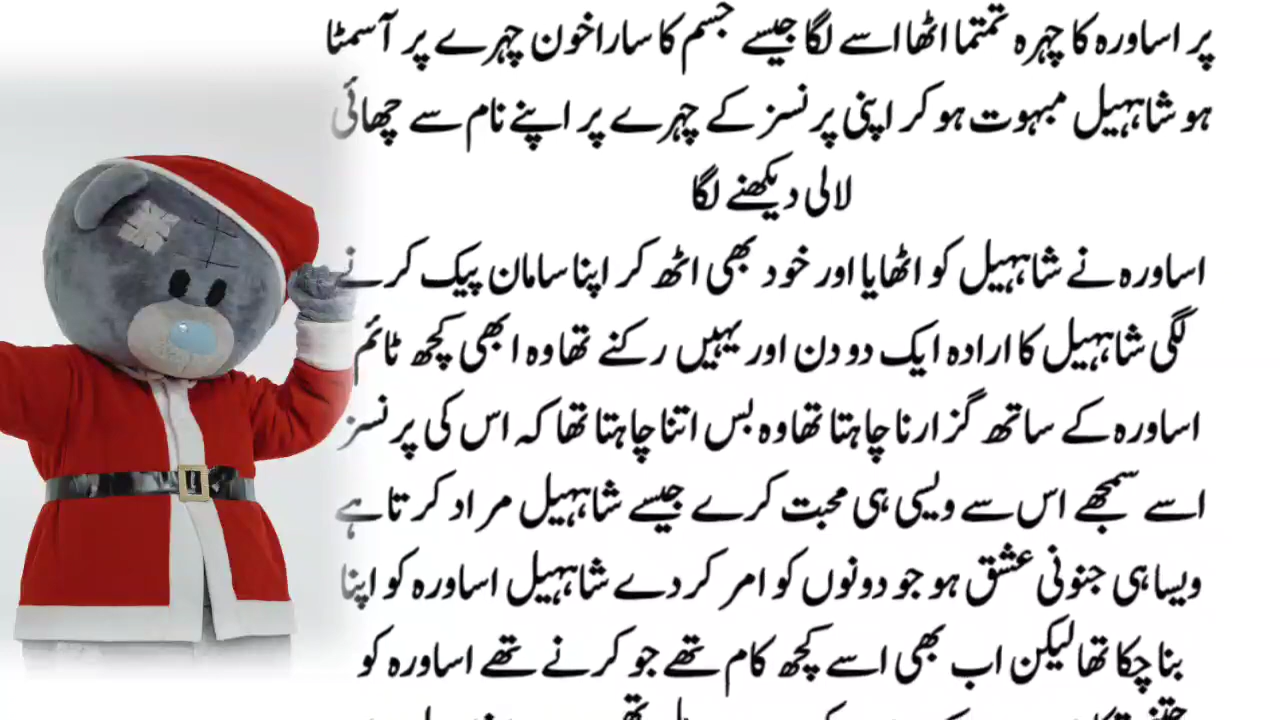 پر اساورہ کا چہرہ تمتما اٹھا اسے لگا جیسے جسم کا سارا خون چہرے پر آسمٹا
ہو شاہیل مبہوت ہو کر اپنی پرنسز کے چہرے پر اپنے نام سے چھائی
لالی دیکھنے لگا
اساورہ نے شاہیل کو اٹھایا اور خود بھی اٹھ کر اپنا سامان پیک کرنے
لگی شاہیل کا ارادہ ایک دو دن اور یہیں رکنے تھا وہ ابھی کچھ ٹائم
اساورہ کے ساتھ گزارنا چاہتا تھا وہ بس اتنا چاہتا تھا کہ اس کی پرنسز
اسے سمجھے اس سے ویسی ہی محبت کرے جیسے شاہیل مراد کرتا ہے
ویسا ہی جنونی عشق ہو جو دونوں کو امر کر دے شاہیل اساورہ کو اپنا
بنا چکا تھا لیکن اب بھی اسے کچھ کام تھے جو کرنے تھے اساورہ کو